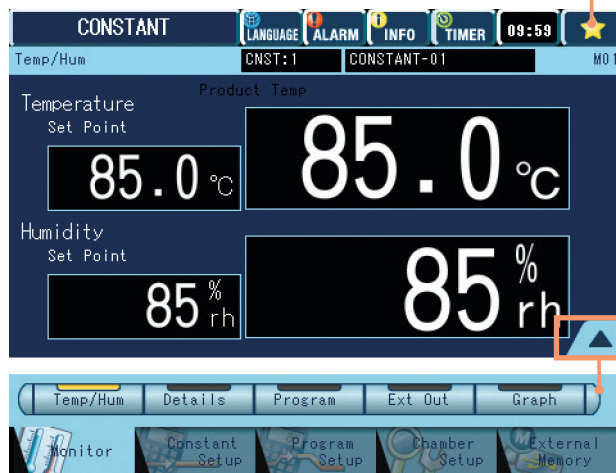 CONSTANT LANGUAGE ALARM INFO TIMER 09:59
Temp/Hum CNST:1 CONSTANT-01 M01
Product Temp
Temperature
Set Point
85.0 °C 85.0 °C
Humidity
Set Point
85 % rh 85 % rh
Temp/Hum Details Program Ext Out Graph
Monitor Constant Setup Program Setup Chamber Setup External Memory